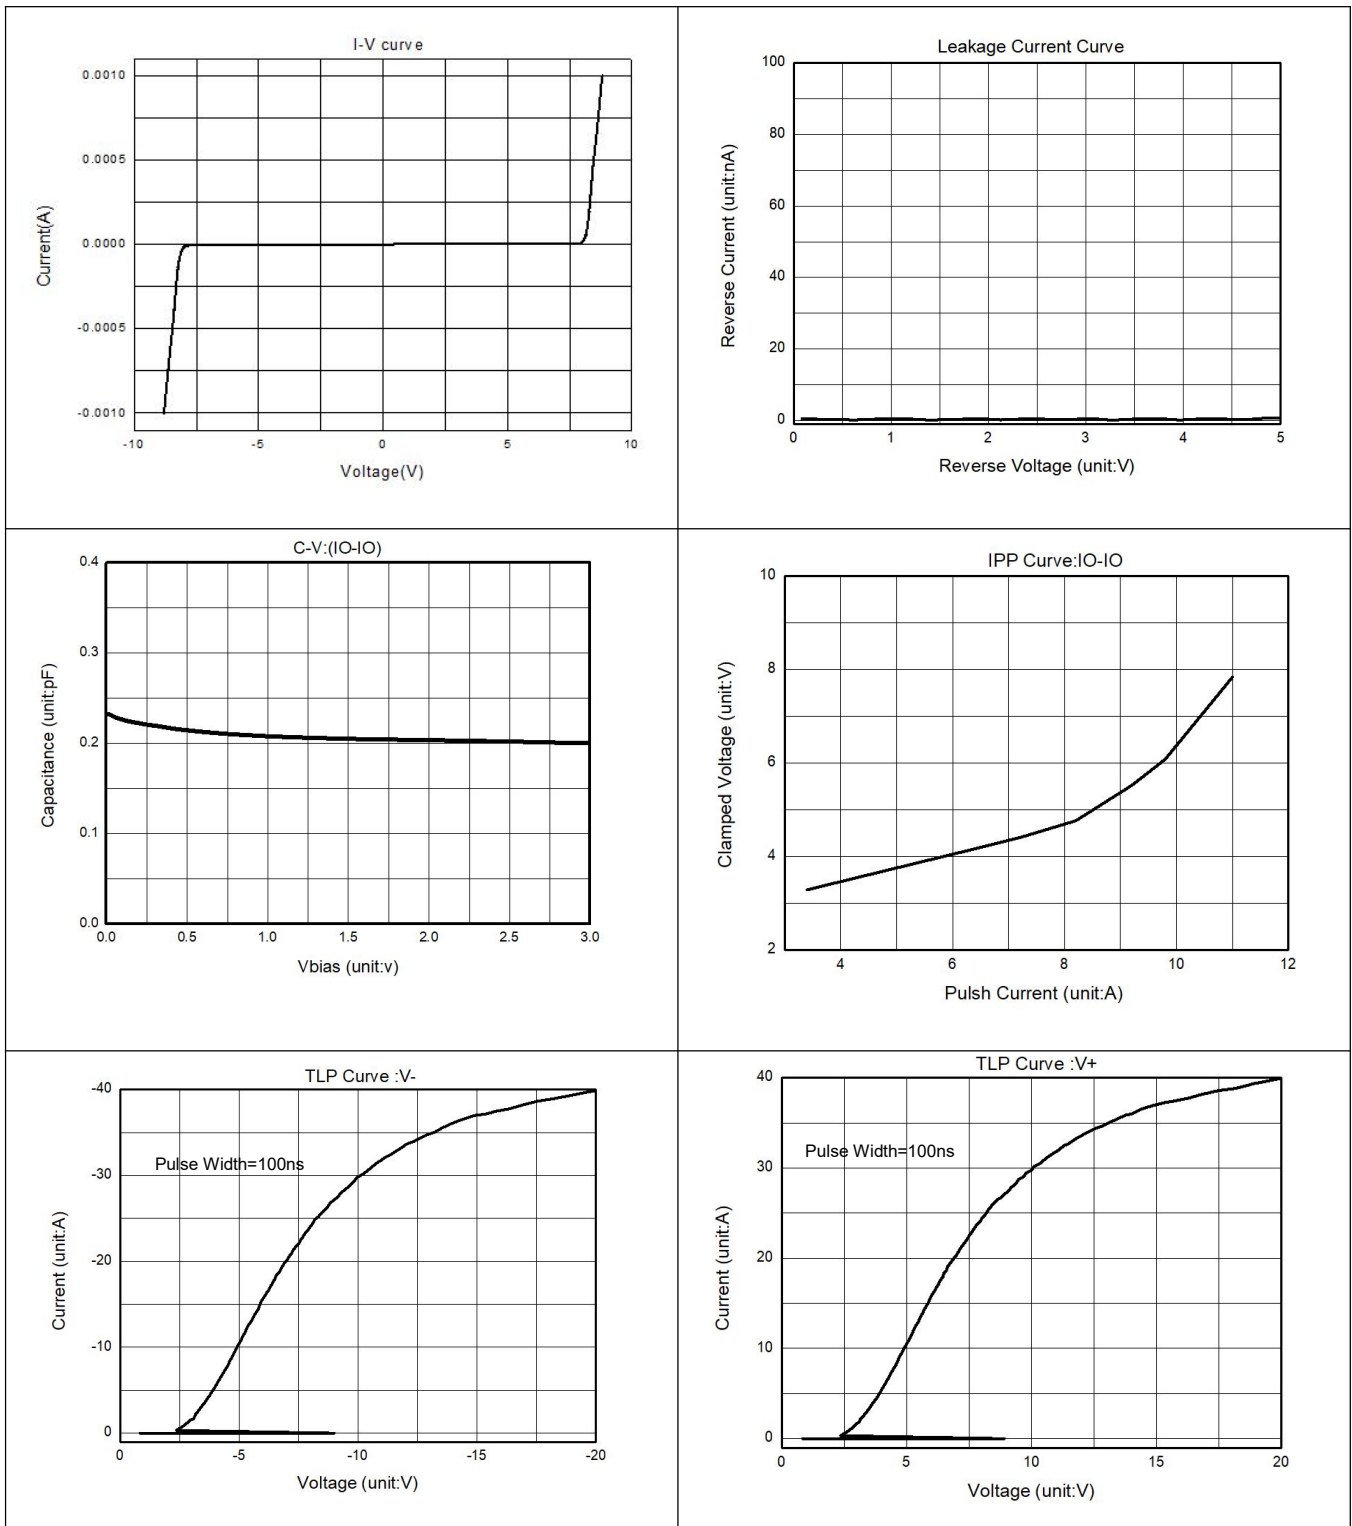 I-V curve
Current(A)
0.0010
0.0005
0.0000
-0.0005
-0.0010
-10 -5 0 5 10
Voltage(V)
Leakage Current Curve
Reverse Current (unit:nA)
100
80
60
40
20
0
0 1 2 3 4 5
Reverse Voltage (unit:V)
C-V:(IO-IO)
Capacitance (unit:pF)
0.4
0.3
0.2
0.1
0.0
0.0 0.5 1.0 1.5 2.0 2.5 3.0
Vbias (unit:v)
IPP Curve:IO-IO
Clamped Voltage (unit:V)
10
8
6
4
2
4 6 8 10 12
Pulsh Current (unit:A)
TLP Curve :V-
Pulse Width=100ns
Current (unit:A)
-40
-30
-20
-10
0
0 -5 -10 -15 -20
Voltage (unit:V)
TLP Curve :V+
Pulse Width=100ns
Current (unit:A)
40
30
20
10
0
0 5 10 15 20
Voltage (unit:V)